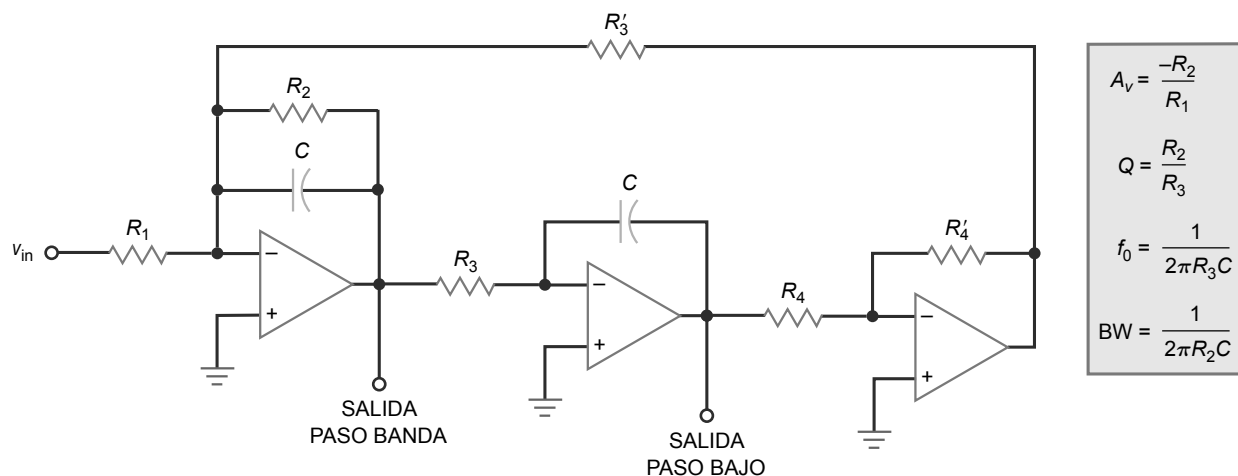 R′3
R2
C
R1
vin
−
+
SALIDA
PASO BANDA
R3
C
−
+
SALIDA
PASO BAJO
R4
R′4
−
+
Av = −R2/R1
Q = R2/R3
f0 = 1/2πR3C
BW = 1/2πR2C